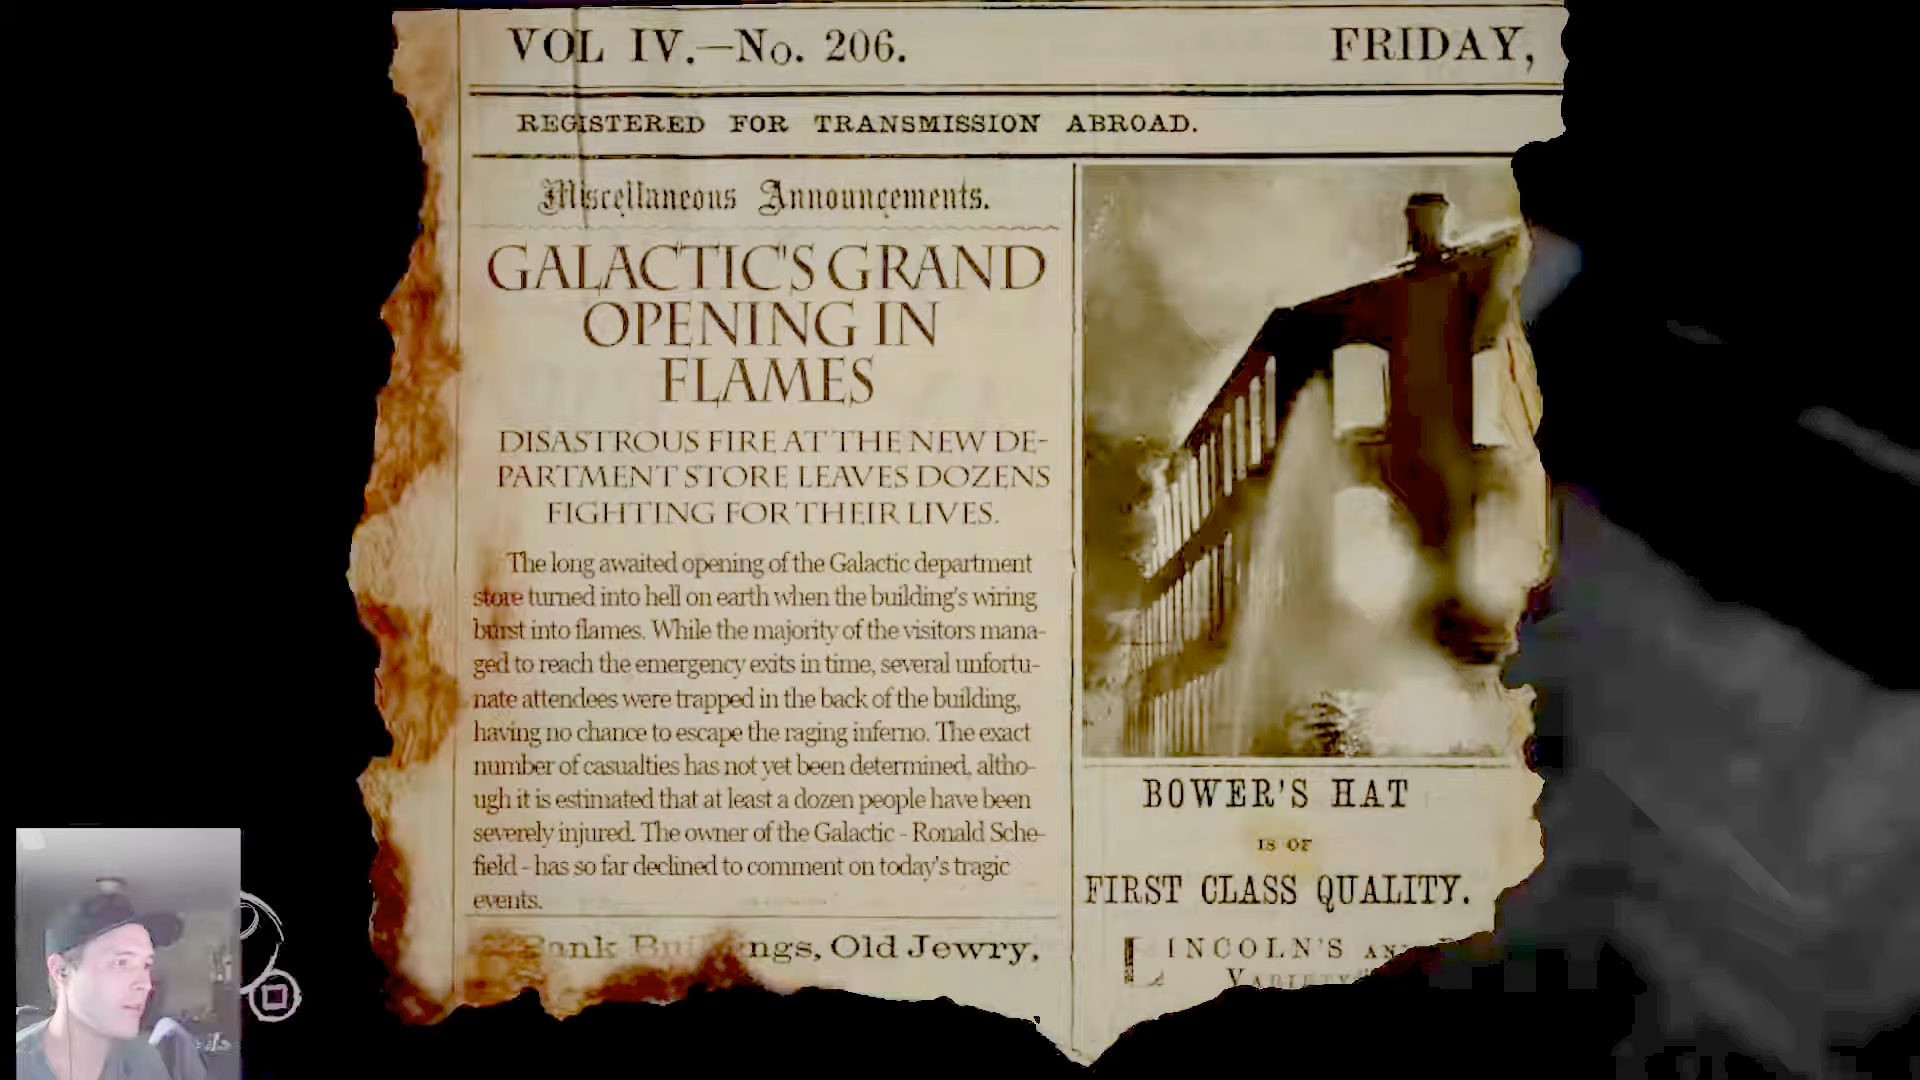 VOL IV.—No. 206.
FRIDAY,
REGISTERED FOR TRANSMISSION ABROAD.
Miscellaneous Announcements.
GALACTIC'S GRAND
OPENING IN
FLAMES
DISASTROUS FIRE AT THE NEW DE-
PARTMENT STORE LEAVES DOZENS
FIGHTING FOR THEIR LIVES.
The long awaited opening of the Galactic department
store turned into hell on earth when the building's wiring
burst into flames. While the majority of the visitors mana-
ged to reach the emergency exits in time, several unfortu-
nate attendees were trapped in the back of the building,
having no chance to escape the raging inferno. The exact
number of casualties has not yet been determined, altho-
ugh it is estimated that at least a dozen people have been
severely injured. The owner of the Galactic - Ronald Sche-
field - has so far declined to comment on today's tragic
events.
Old Jewry,
BOWER'S HAT
IS OF
FIRST CLASS QUALITY.
LINCOLN'S